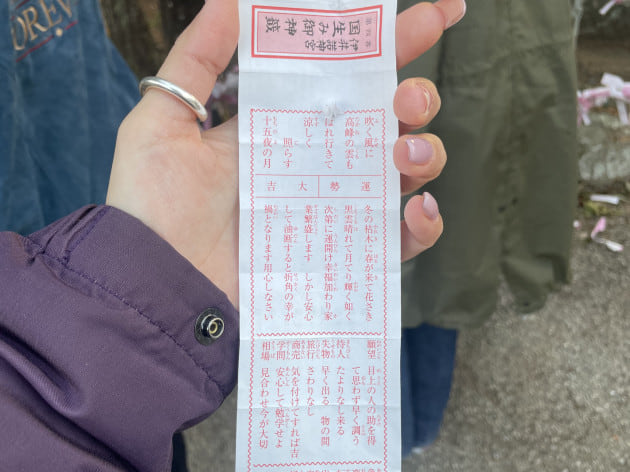 伊弉諾神宮
国生み御神籤
吹く風に
高峰の雲も
はれ行きて
涼しく
照らす
十五夜の月
運勢 大吉
冬の枯木に春が来て花さき
黒雲晴れて月でり輝く如く
次第に運開け幸福加わり家
業繁盛します しかし安心
して油断すると折角の幸が
禍となります用心しなさい
願望 目上の人の助を得
て思わず早く調う
待人 たよりなし来る
失物 早く出る 物の間
旅行 さわりなし
商売 気を付けてすれば吉
学問 安心して勉学せよ
相場 見合わせ今が大切